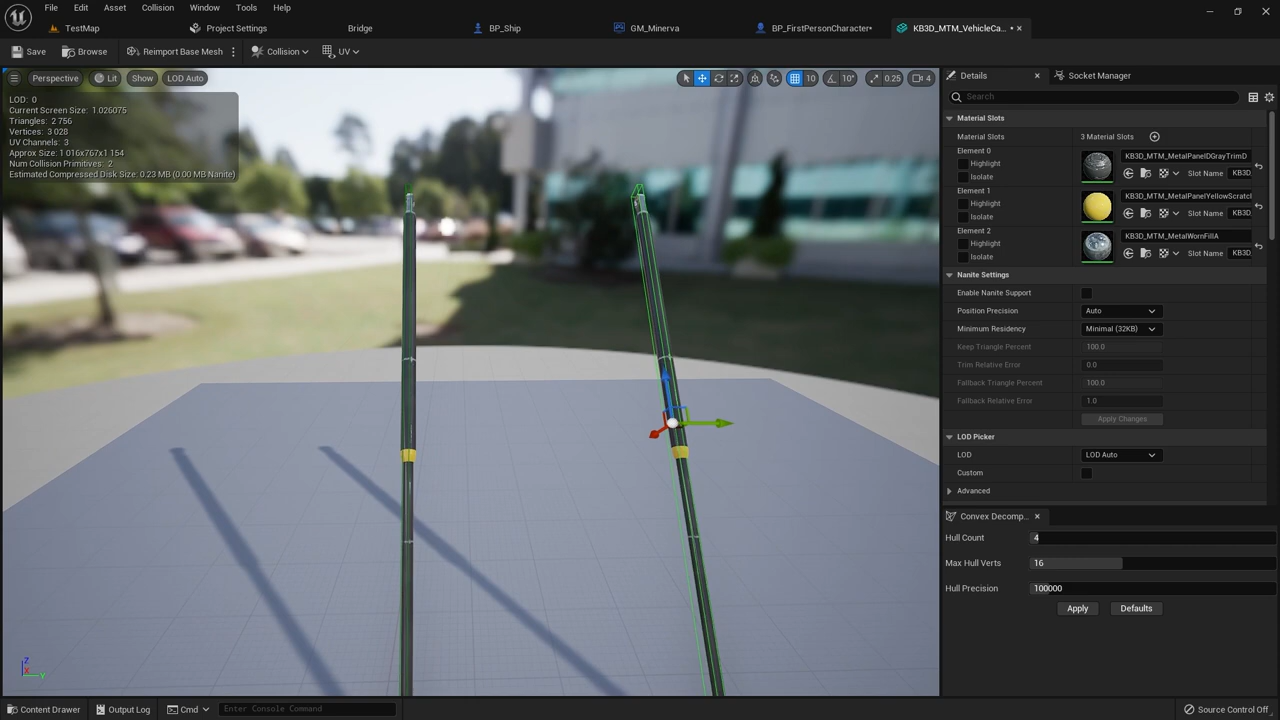 File Edit Asset Collision Window Tools Help
TestMap Project Settings Bridge BP_Ship GM_Minerva BP_FirstPersonCharacter* KB3D_MTM_VehicleCa...
Save Browse Reimport Base Mesh Collision UV
Perspective Lit Show LOD Auto 10 10° 0.25 4
LOD: 0
Current Screen Size: 1.026075
Triangles: 2 756
Vertices: 3 028
UV Channels: 3
Approx Size: 1 016x767x1 154
Num Collision Primitives: 2
Estimated Compressed Disk Size: 0.23 MB (0.00 MB Nanite)
Z
X
Y
Details Socket Manager
Search
Material Slots
Material Slots 3 Material Slots
Element 0
KB3D_MTM_MetalPanelDGrayTrimD
Highlight
Isolate Slot Name KB3D_
Element 1
KB3D_MTM_MetalPanelYellowScratcl
Highlight
Isolate Slot Name KB3D_
Element 2
KB3D_MTM_MetalWornFillA
Highlight
Isolate Slot Name KB3D_
Nanite Settings
Enable Nanite Support
Position Precision Auto
Minimum Residency Minimal (32KB)
Keep Triangle Percent 100.0
Trim Relative Error 0.0
Fallback Triangle Percent 100.0
Fallback Relative Error 1.0
Apply Changes
LOD Picker
LOD LOD Auto
Custom
Advanced
Convex Decomp...
Hull Count 4
Max Hull Verts 16
Hull Precision 100000
Apply Defaults
Content Drawer Output Log Cmd Enter Console Command Source Control Off